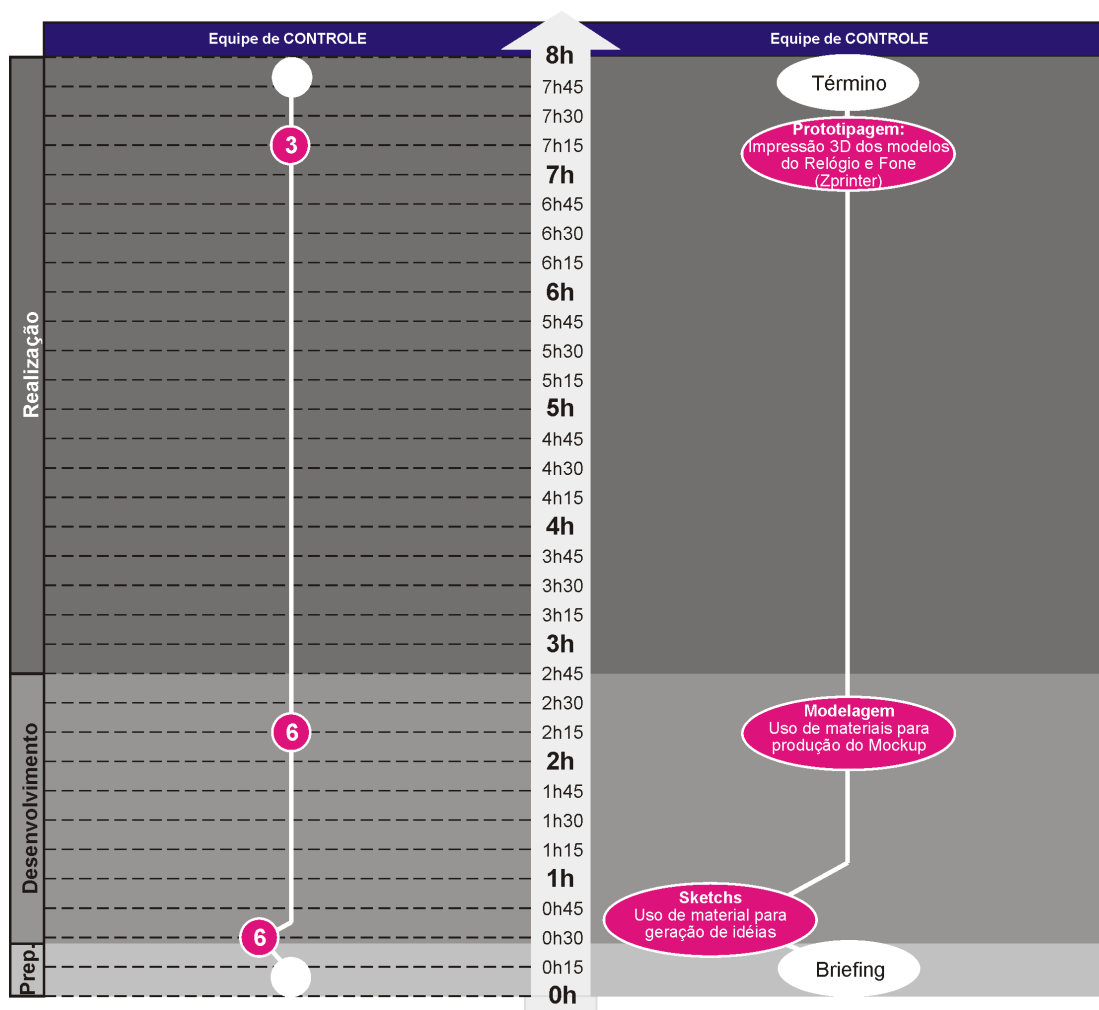 Equipe de CONTROLE
Equipe de CONTROLE
8h
7h45
7h30
7h15
7h
6h45
6h30
6h15
6h
5h45
5h30
5h15
5h
4h45
4h30
4h15
4h
3h45
3h30
3h15
3h
2h45
2h30
2h15
2h
1h45
1h30
1h15
1h
0h45
0h30
0h15
0h
Realização
Desenvolvimento
Prep.
3
6
6
Término
Prototipagem:
Impressão 3D dos modelos
do Relógio e Fone
(Zprinter)
Modelagem
Uso de materiais para
produção do Mockup
Sketchs
Uso de material para
geração de idéias
Briefing